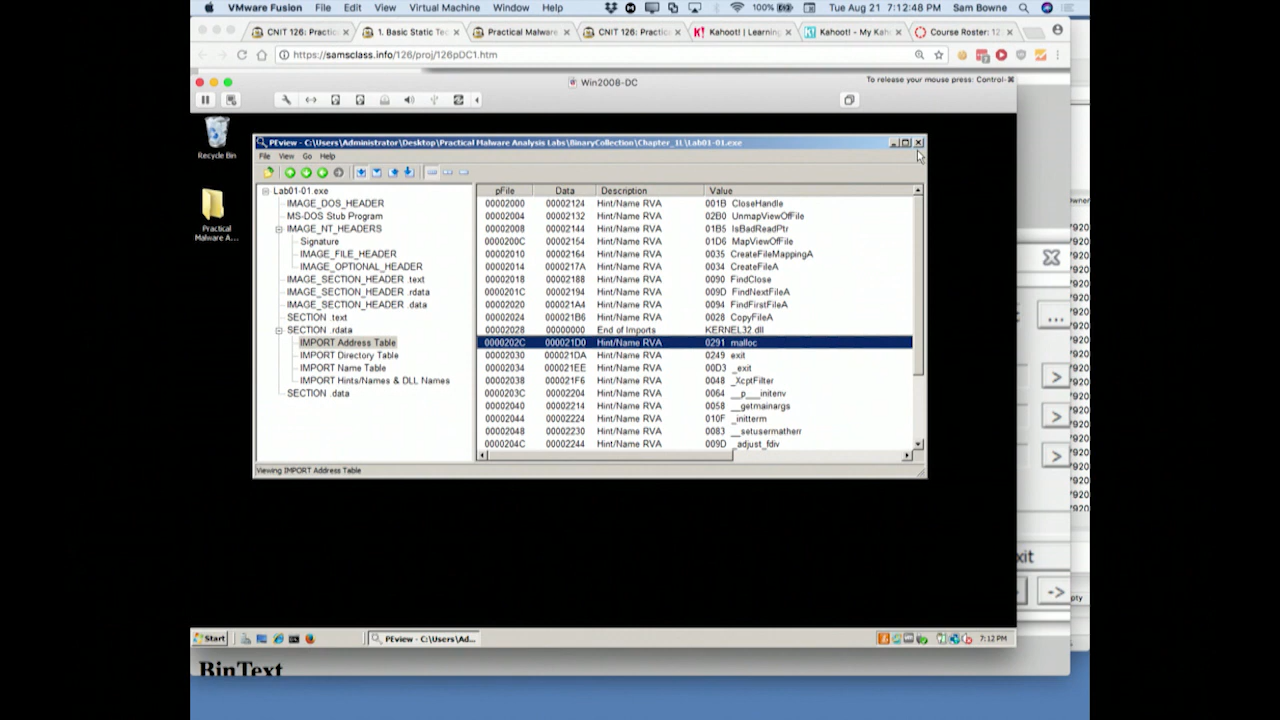 VMware Fusion File Edit View Virtual Machine Window Help 100% Tue Aug 21 7:12:48 PM Sam Bowne
CNIT 126: Practic 1. Basic Static Tec Practical Malware CNIT 126: Practic Kahoot! | Learning Kahoot! - My Kah Course Roster: 12
https://samsclass.info/126/proj/126pDC1.htm
Win2008-DC
To release your mouse press: Control-⌘
Recycle Bin
Practical
Malware A...
PEview - C:\Users\Administrator\Desktop\Practical Malware Analysis Labs\BinaryCollection\Chapter_1L\Lab01-01.exe
File View Go Help
Lab01-01.exe
IMAGE_DOS_HEADER
MS-DOS Stub Program
IMAGE_NT_HEADERS
Signature
IMAGE_FILE_HEADER
IMAGE_OPTIONAL_HEADER
IMAGE_SECTION_HEADER .text
IMAGE_SECTION_HEADER .rdata
IMAGE_SECTION_HEADER .data
SECTION .text
SECTION .rdata
IMPORT Address Table
IMPORT Directory Table
IMPORT Name Table
IMPORT Hints/Names & DLL Names
SECTION .data
pFile Data Description Value
00002000 00002124 Hint/Name RVA 001B CloseHandle
00002004 00002132 Hint/Name RVA 02B0 UnmapViewOfFile
00002008 00002144 Hint/Name RVA 01B5 IsBadReadPtr
0000200C 00002154 Hint/Name RVA 01D6 MapViewOfFile
00002010 00002164 Hint/Name RVA 0035 CreateFileMappingA
00002014 0000217A Hint/Name RVA 0034 CreateFileA
00002018 00002188 Hint/Name RVA 0090 FindClose
0000201C 00002194 Hint/Name RVA 009D FindNextFileA
00002020 000021A4 Hint/Name RVA 0094 FindFirstFileA
00002024 000021B6 Hint/Name RVA 0028 CopyFileA
00002028 00000000 End of Imports KERNEL32.dll
0000202C 000021D0 Hint/Name RVA 0291 malloc
00002030 000021DA Hint/Name RVA 0249 exit
00002034 000021EE Hint/Name RVA 00D3 _exit
00002038 000021F6 Hint/Name RVA 0048 _XcptFilter
0000203C 00002204 Hint/Name RVA 0064 __p___initenv
00002040 00002214 Hint/Name RVA 0058 __getmainargs
00002044 00002224 Hint/Name RVA 010F _initterm
00002048 00002230 Hint/Name RVA 0083 __setusermatherr
0000204C 00002244 Hint/Name RVA 009D _adjust_fdiv
Viewing IMPORT Address Table
xit
Start PEview - C:\Users\Ad... 7:12 PM
BinText